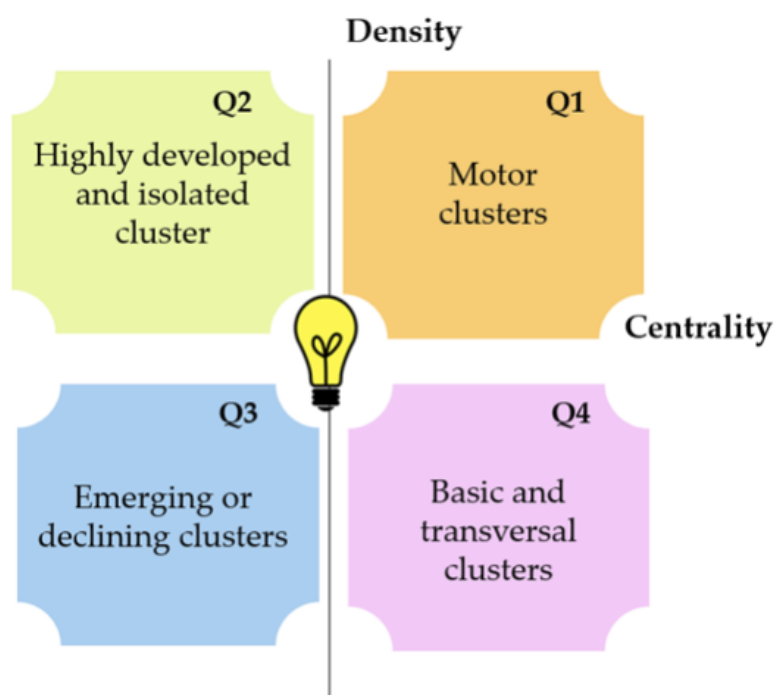 Density
Q2
Highly developed
and isolated
cluster
Q1
Motor
clusters
Centrality
Q3
Emerging or
declining clusters
Q4
Basic and
transversal
clusters